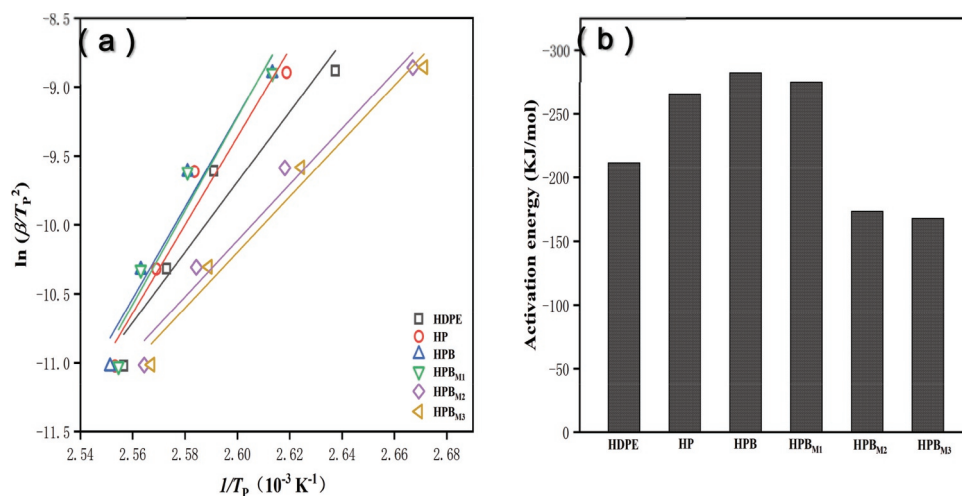 ( a )
-8.5
-9.0
-9.5
-10.0
-10.5
-11.0
-11.5
ln (β/T_P²)
HDPE
HP
HPB
HPB_M1
HPB_M2
HPB_M3
2.54 2.56 2.58 2.60 2.62 2.64 2.66 2.68
1/T_P (10⁻³ K⁻¹)
( b )
-300
-250
-200
-150
-100
-50
0
Activation energy (KJ/mol)
HDPE HP HPB HPB_M1 HPB_M2 HPB_M3